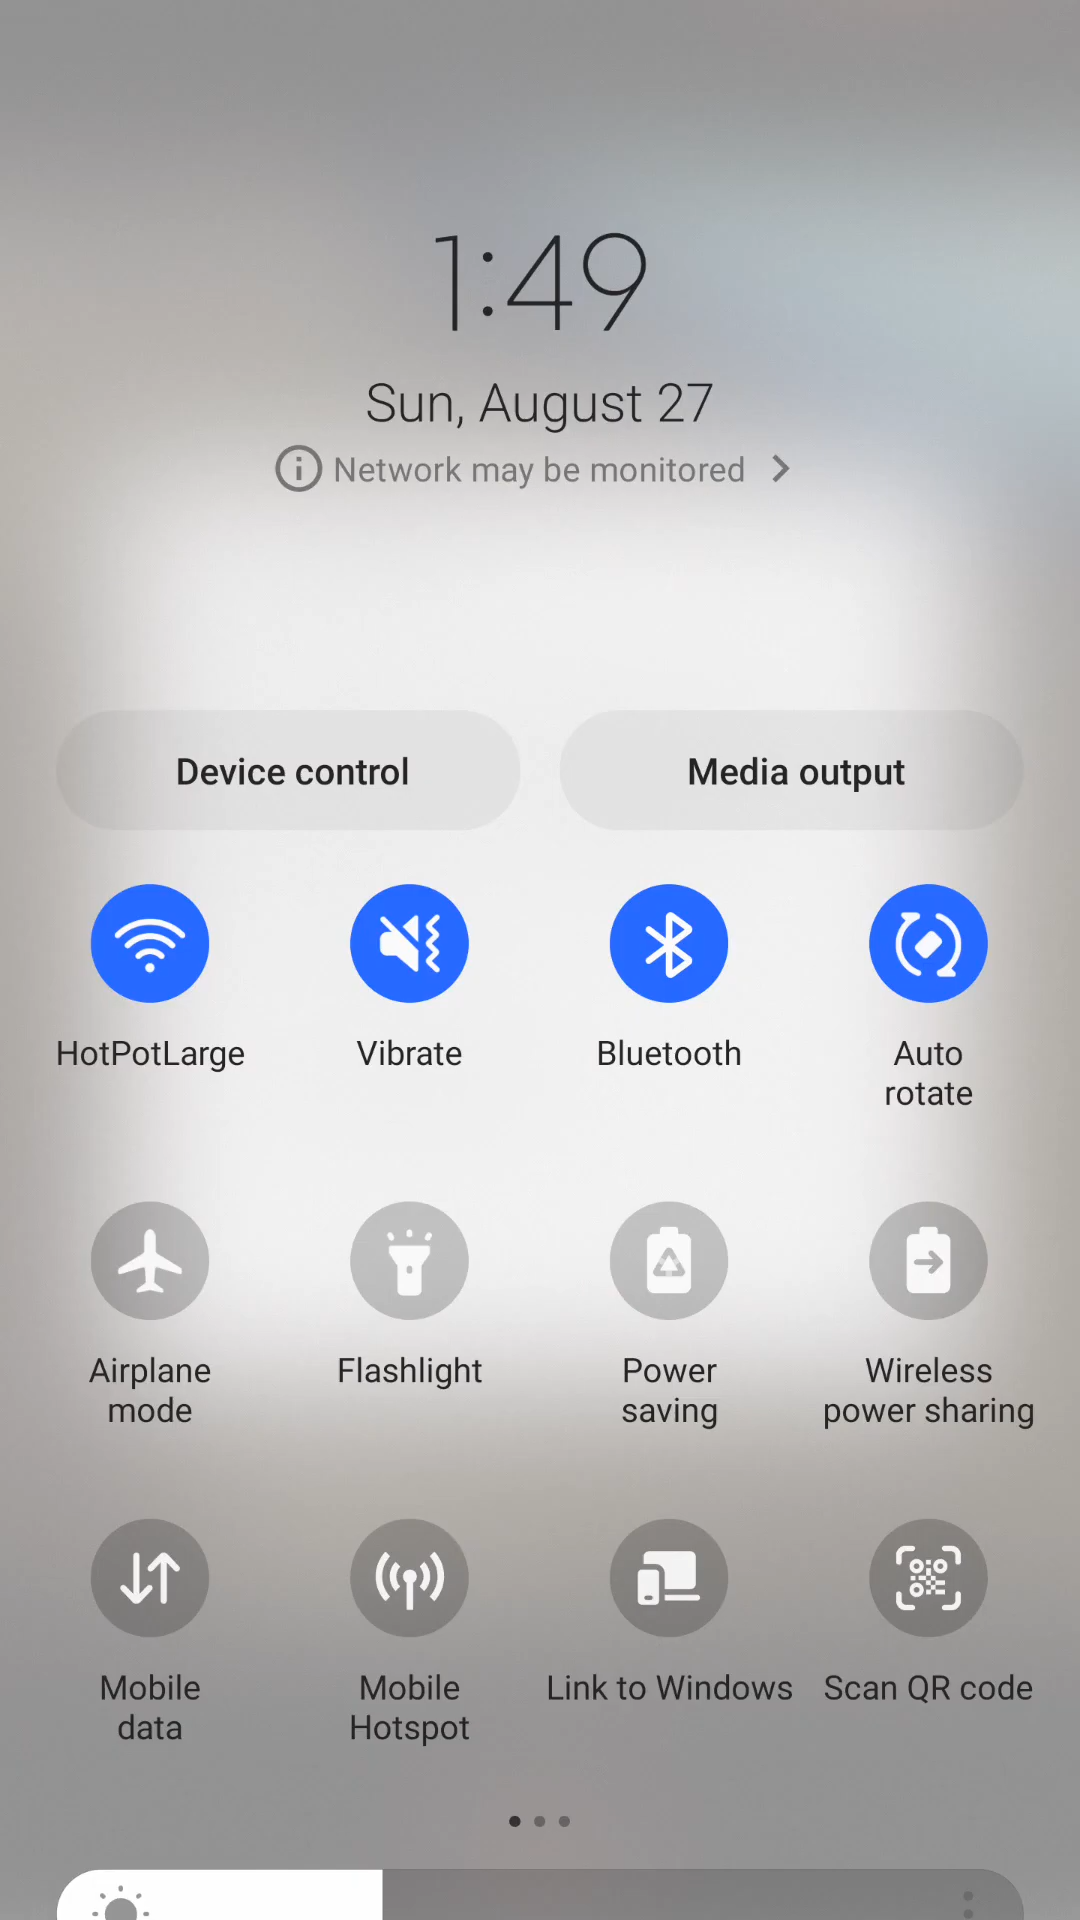 1:49
Sun, August 27
Network may be monitored
Device control
Media output
HotPotLarge
Vibrate
Bluetooth
Auto
rotate
Airplane
mode
Flashlight
Power
saving
Wireless
power sharing
Mobile
data
Mobile
Hotspot
Link to Windows
Scan QR code